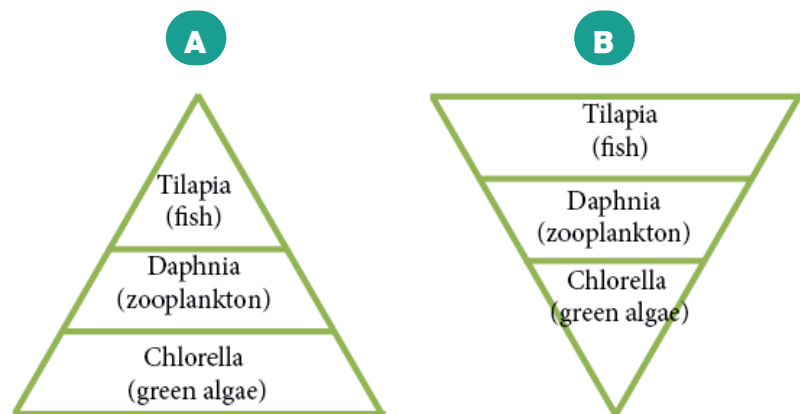 A
Tilapia
(fish)
Daphnia
(zooplankton)
Chlorella
(green algae)
B
Tilapia
(fish)
Daphnia
(zooplankton)
Chlorella
(green algae)